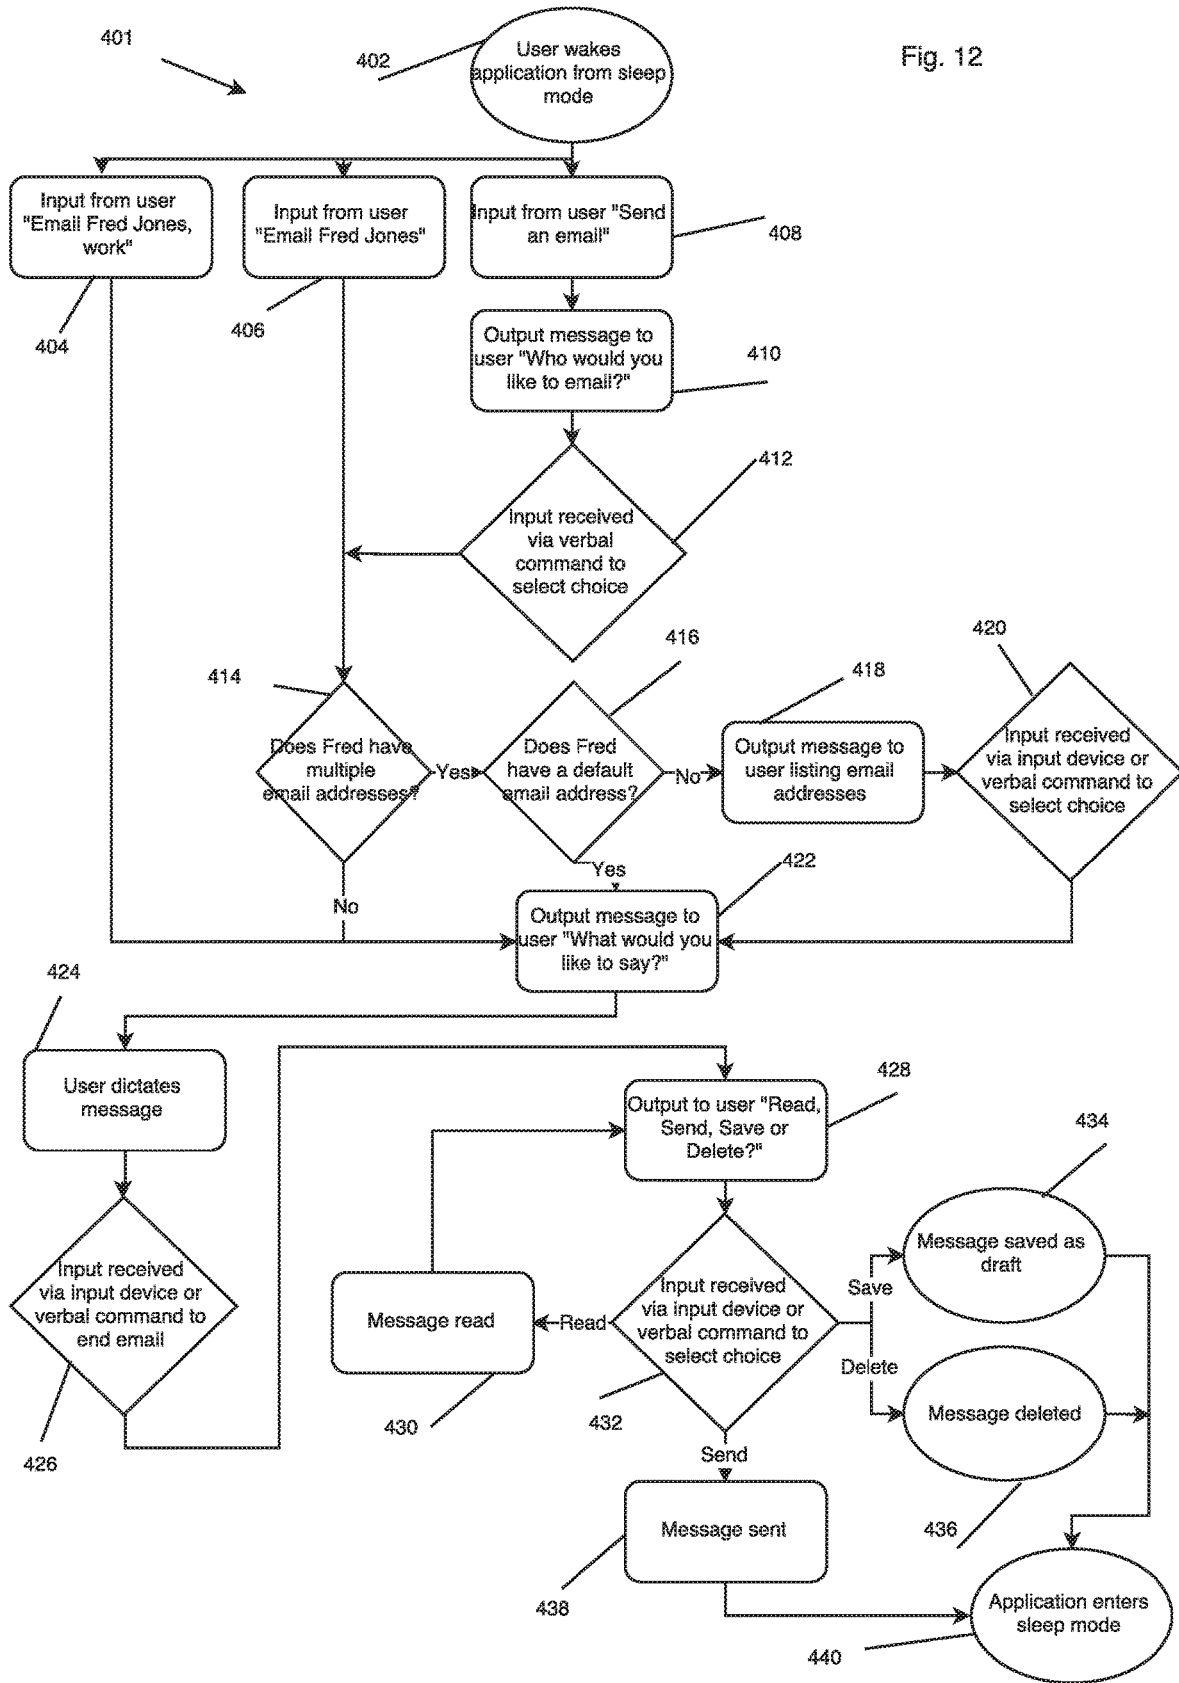 401
402
User wakes
application from sleep
mode
Fig. 12
Input from user
"Email Fred Jones,
work"
Input from user
"Email Fred Jones"
Input from user "Send
an email"
408
404
406
Output message to
user "Who would you
like to email?"
410
412
Input received
via verbal
command to
select choice
414
416
418
420
Does Fred have
multiple
email addresses?
Yes
Does Fred
have a default
email address?
No
Output message to
user listing email
addresses
Input received
via input device or
verbal command to
select choice
Yes
422
No
Output message to
user "What would you
like to say?"
424
User dictates
message
Output to user "Read,
Send, Save or
Delete?"
428
434
Input received
via input device or
verbal command to
end email
426
Message read
430
Read
Input received
via input device or
verbal command to
select choice
432
Save
Message saved as
draft
Delete
Message deleted
436
Send
Message sent
438
Application enters
sleep mode
440